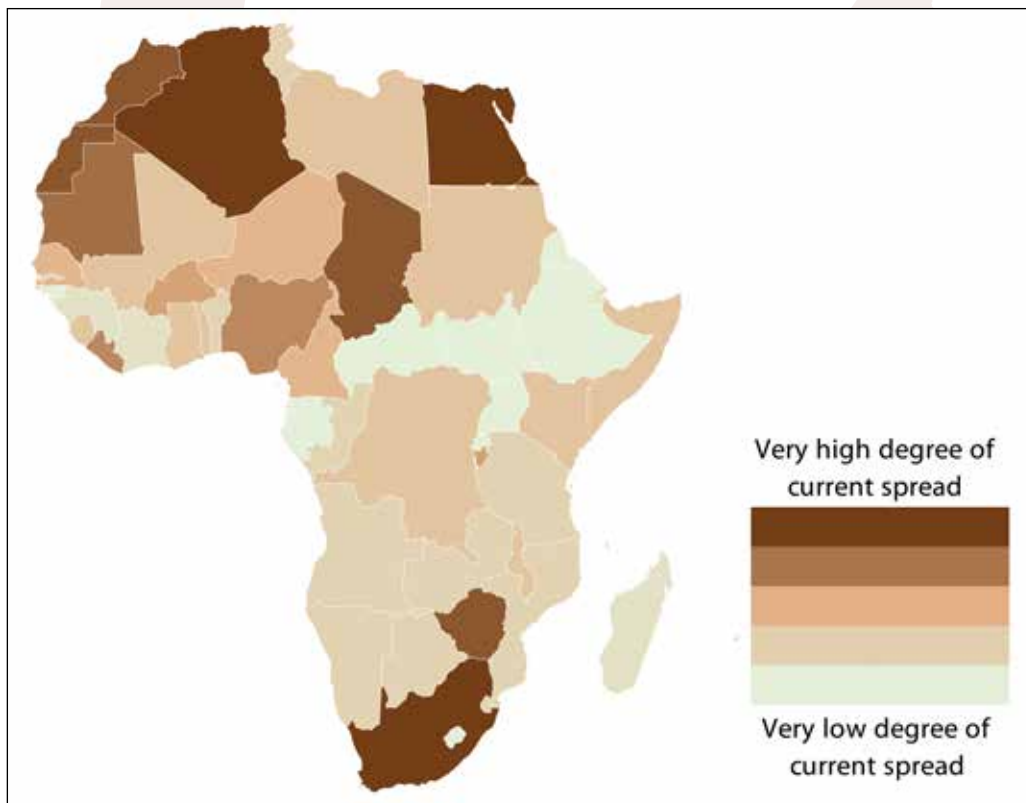 Very high degree of
current spread
Very low degree of
current spread